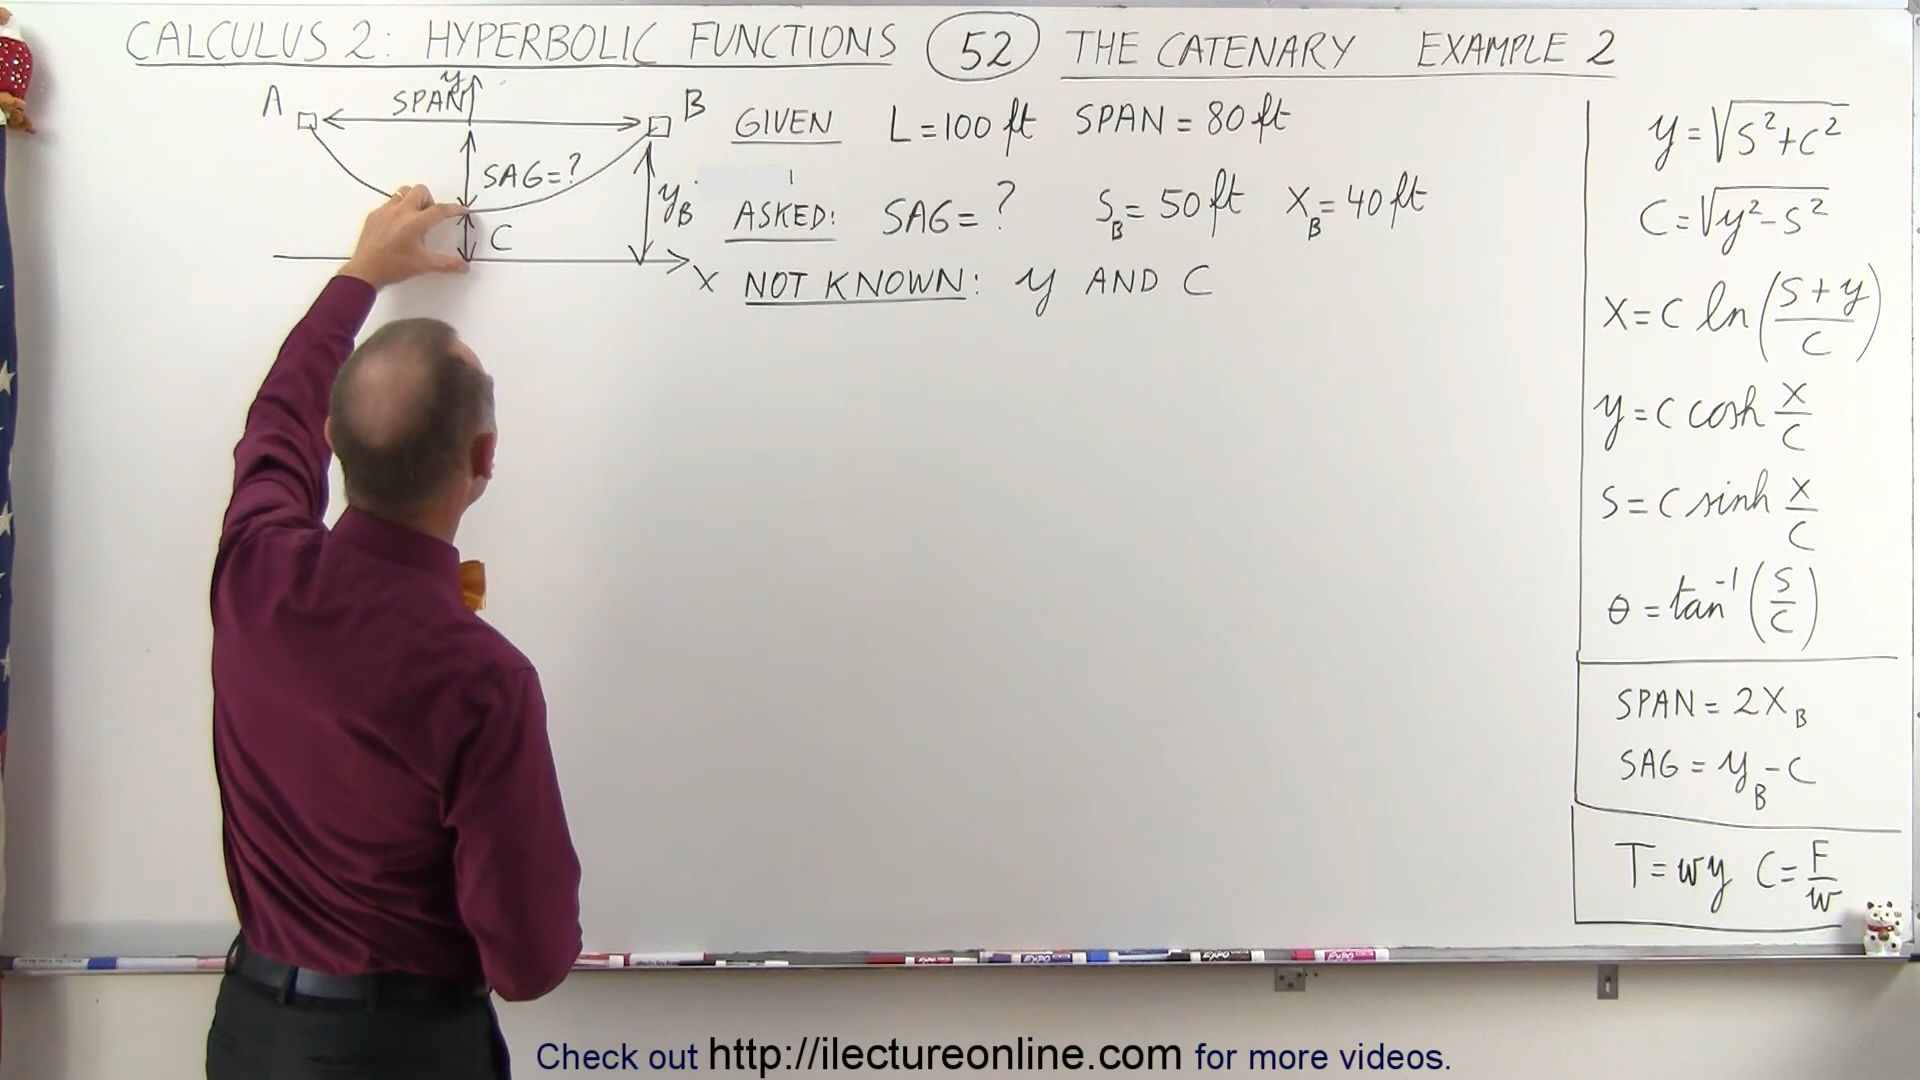 CALCULUS 2: HYPERBOLIC FUNCTIONS 52 THE CATENARY EXAMPLE 2
y
A SPAN B
SAG=?
C
y_B
x
GIVEN L=100 ft SPAN = 80 ft
ASKED: SAG = ? S_B = 50 ft X_B = 40 ft
NOT KNOWN: y AND C
y = √(S²+C²)
C = √(y²-S²)
X = C ln((S+y)/C)
y = C cosh X/C
S = C sinh X/C
θ = tan⁻¹(S/C)
SPAN = 2X_B
SAG = y_B - C
T = wy C = F/w
Check out http://ilectureonline.com for more videos.